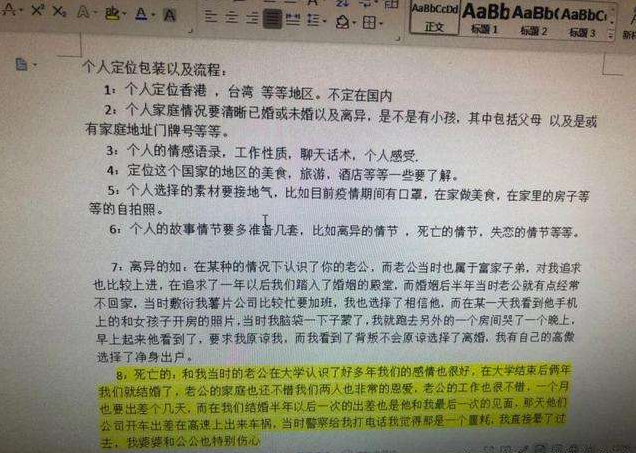 AaBbCcDd AaBb AaBb( AaBbC
正文 标题 1 标题 2 标题 3
个人定位包装以及流程：
1：个人定位香港 ，台湾 等等地区。不定在国内
2：个人家庭情况要清晰已婚或未婚以及离异，是不是有小孩，其中包括父母 以及是或
有家庭地址门牌号等等。
3：个人的情感语录，工作性质，聊天话术，个人感受.
4：定位这个国家的地区的美食，旅游，酒店等等一些要了解。
5：个人选择的素材要接地气，比如目前疫情期间有口罩，在家做美食，在家里的房子等
等的自拍照。
6：个人的故事情节要多准备几套，比如离异的情节 ，死亡的情节，失恋的情节等等。
7：离异的如，在某种的情况下认识了你的老公，而老公当时也属于富家子弟，对我追求
也比较上进，在追求了一年以后我们踏入了婚姻的殿堂，而婚姻后半年当时老公就有点经常
不回家，当时敷衍我薯片公司比较忙要加班，我也选择了相信他，而在某一天我看到他手机
上的和女孩子开房的照片，当时我脑袋一下子蒙了，我就跑去另外的一个房间哭了一个晚上，
早上起来他看到了，要求我原谅我，而我看到了背叛不会原谅选择了离婚，我有自己的高傲
选择了净身出户。
8：死亡的，和我当时的老公在大学认识了好多年我们的感情也很好，在大学结束后俩年
我们就结婚了，老公的家庭也还不错我们两人也非常的恩爱，老公的工作也很不错，一个月
也要出差个几天，而在我们结婚半年以后一次的出差也是他和我最后一次的见面，那天他们
公司开车出差在高速上出来车祸，当时警察给我打电话我觉得那是一个噩耗，我直接晕了过
去，我婆婆和公公也特别伤心